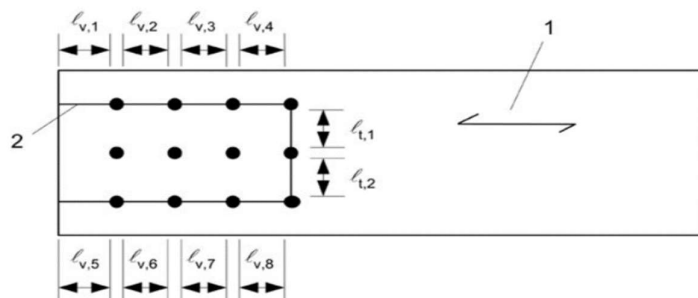 ℓv,1 ℓv,2 ℓv,3 ℓv,4
1
2
ℓt,1
ℓt,2
ℓv,5 ℓv,6 ℓv,7 ℓv,8